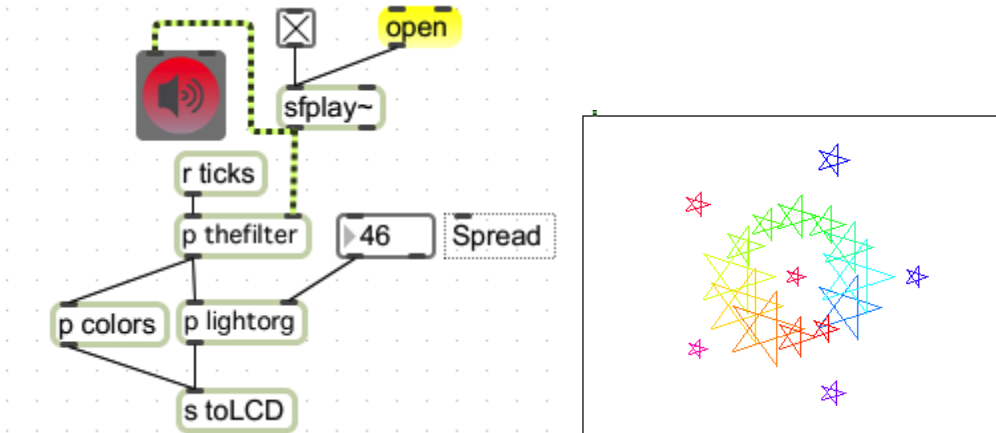 open
sfplay~
r ticks
p thefilter
46
Spread
p colors
p lightorg
s toLCD